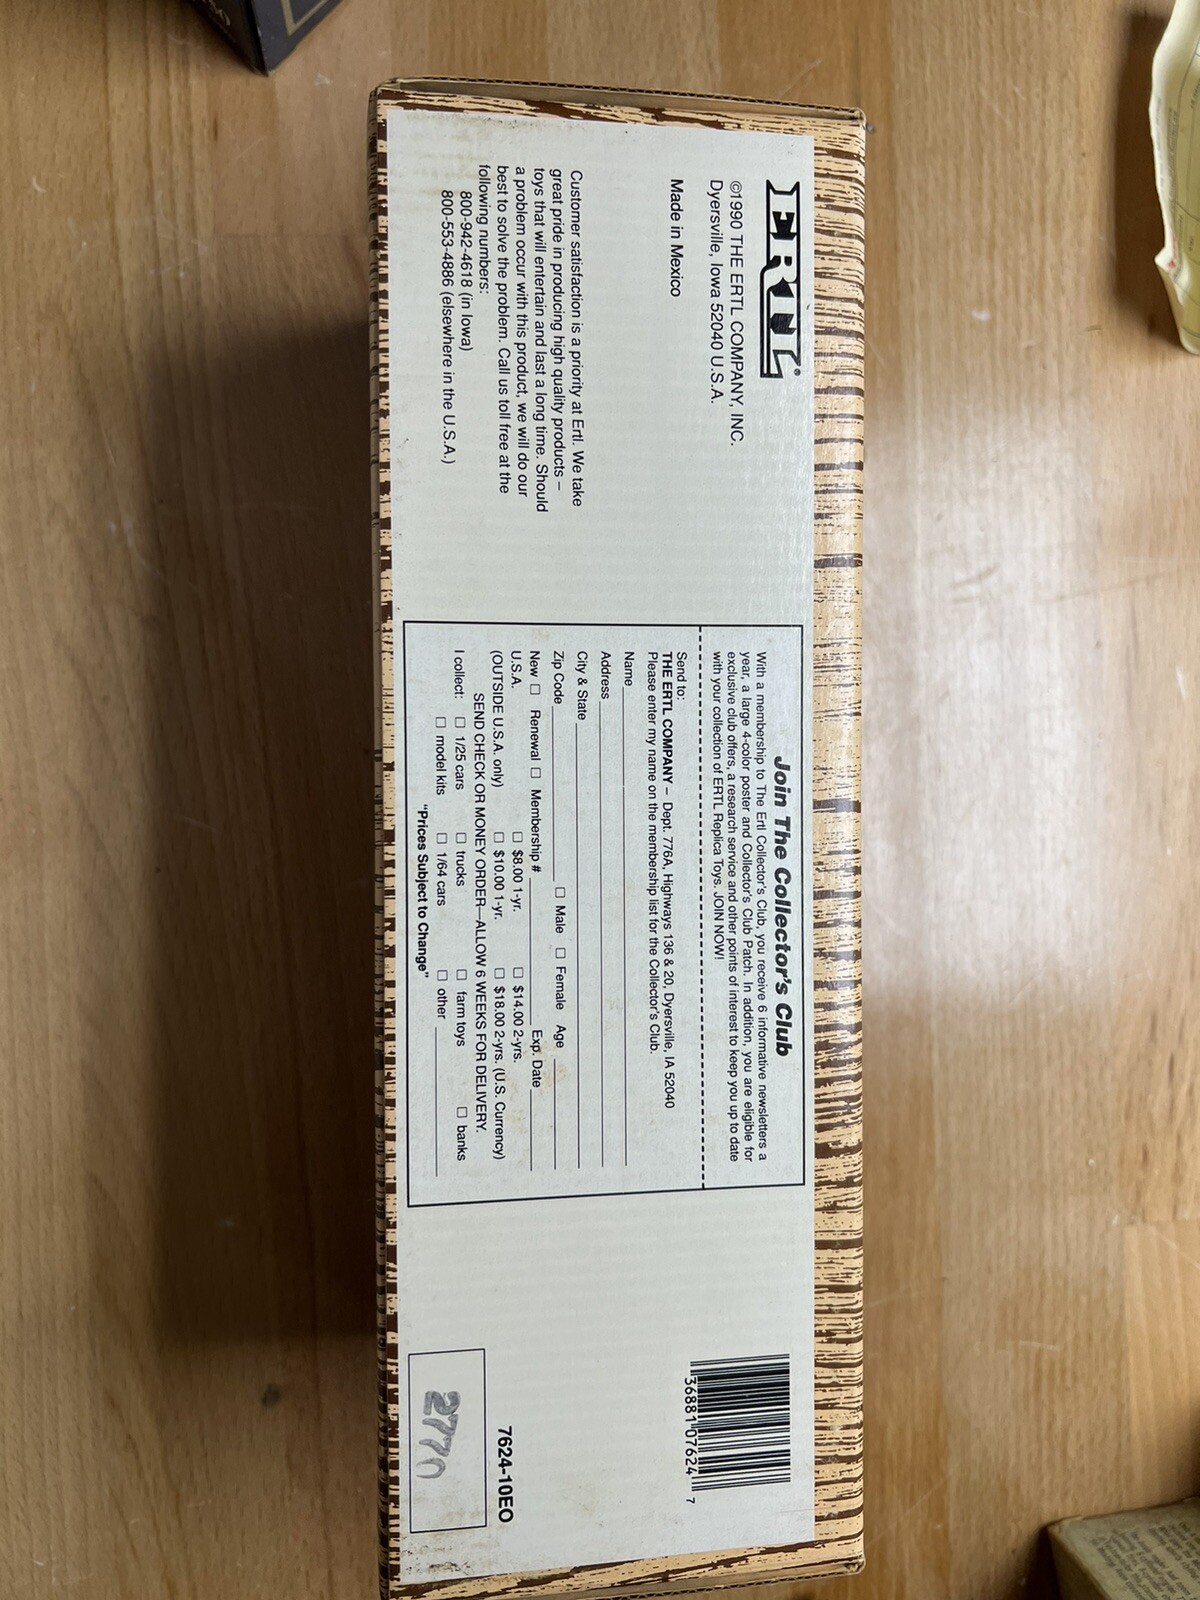 ERTL®
©1990 THE ERTL COMPANY, INC.
Dyersville, Iowa 52040 U.S.A.
Made in Mexico
Customer satisfaction is a priority at Ertl. We take
great pride in producing high quality products –
toys that will entertain and last a long time. Should
a problem occur with this product, we will do our
best to solve the problem. Call us toll free at the
following numbers:
800-942-4618 (in Iowa)
800-553-4886 (elsewhere in the U.S.A.)
Join The Collector's Club
With a membership to The Ertl Collector's Club, you receive 6 informative newsletters a
year, a large 4-color poster and Collector's Club Patch. In addition, you are eligible for
exclusive club offers, a research service and other points of interest to keep you up to date
with your collection of ERTL Replica Toys. JOIN NOW!
Send to:
THE ERTL COMPANY – Dept. 776A, Highways 136 & 20, Dyersville, IA 52040
Please enter my name on the membership list for the Collector's Club.
Name
Address
City & State
Zip Code □ Male □ Female Age
New □ Renewal □ Membership # Exp. Date
U.S.A. □ $8.00 1-yr. □ $14.00 2-yrs.
(OUTSIDE U.S.A. only) □ $10.00 1-yr. □ $18.00 2-yrs. (U.S. Currency)
SEND CHECK OR MONEY ORDER—ALLOW 6 WEEKS FOR DELIVERY.
I collect: □ 1/25 cars □ trucks □ farm toys □ banks
□ model kits □ 1/64 cars □ other
"Prices Subject to Change"
36881 07624 7
7624-10EO
2770